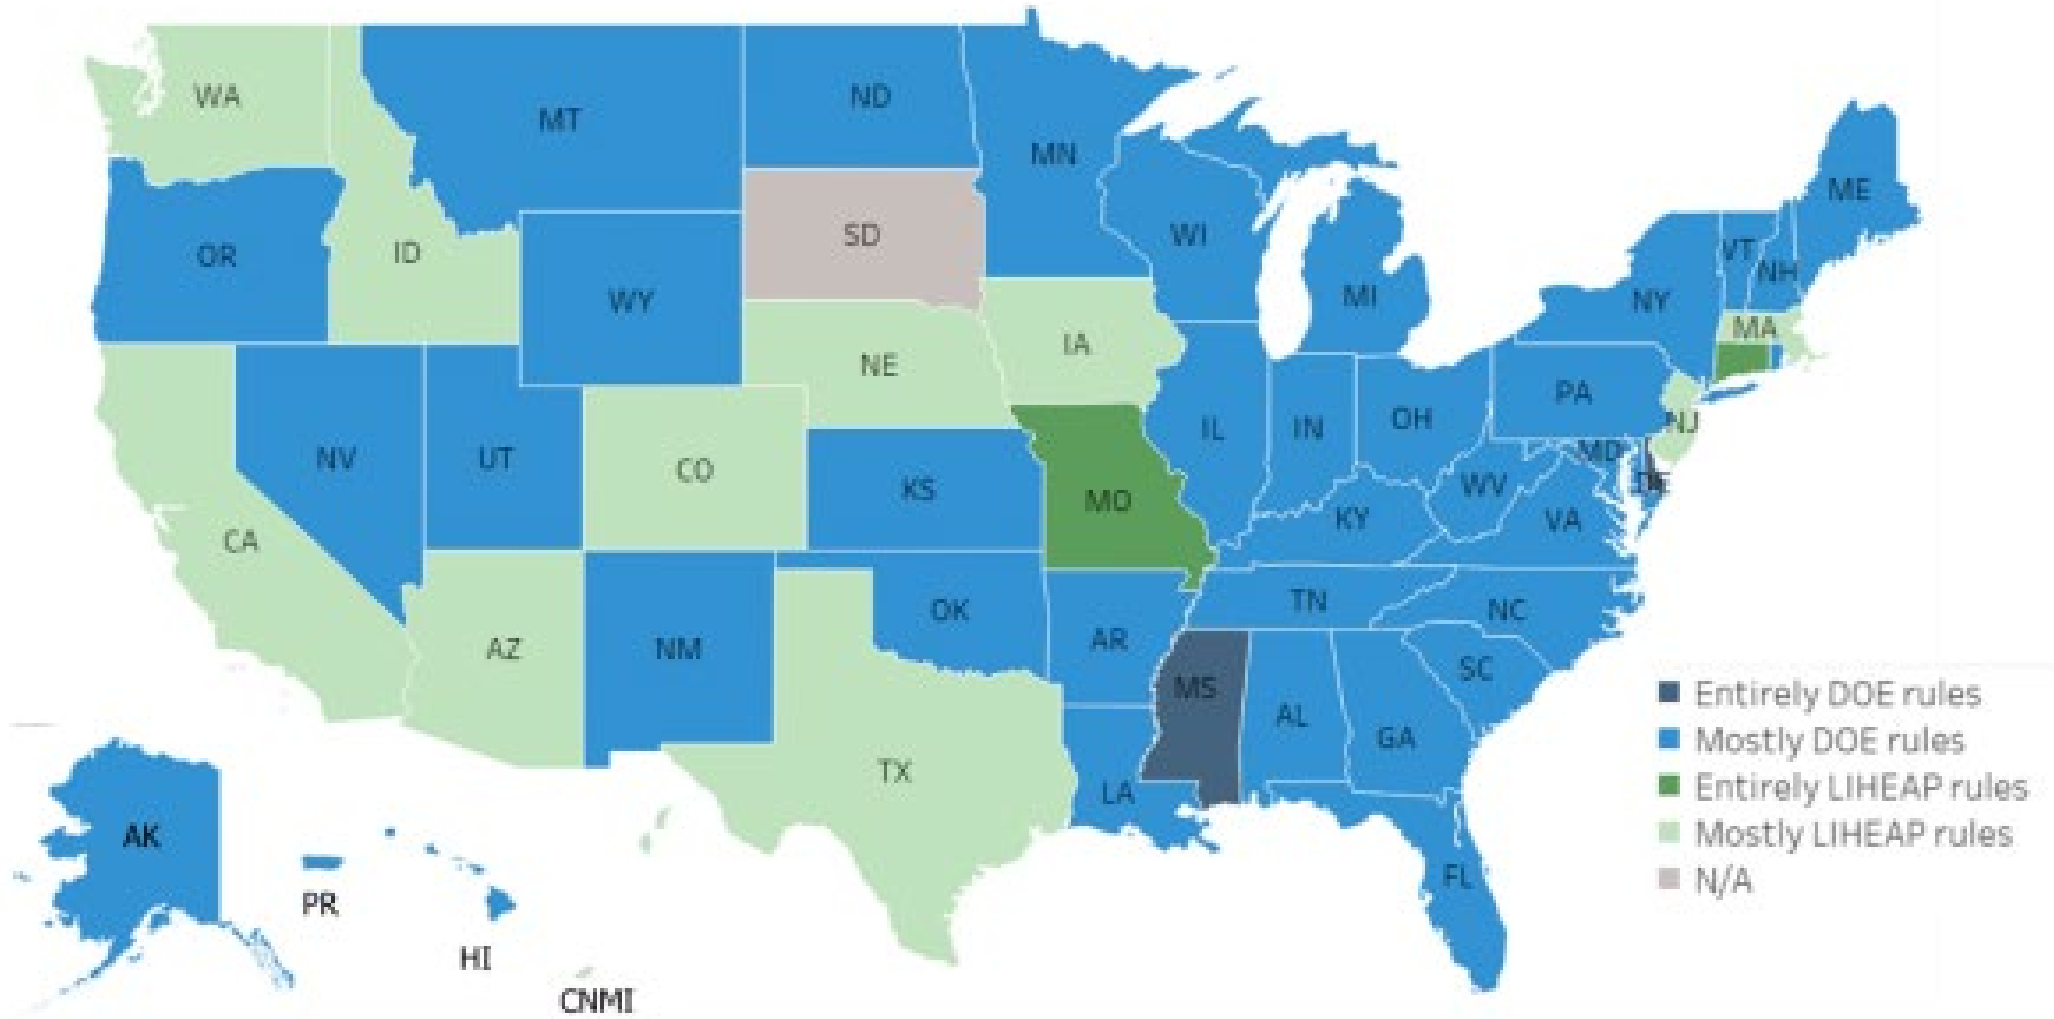 WA
MT
ND
MN
OR
ID
WY
SD
WI
MI
ME
VT
NH
NY
MA
NE
IA
PA
NJ
NV
UT
CO
KS
MO
IL
IN
OH
MD
DE
WV
VA
KY
CA
AZ
NM
OK
AR
TN
NC
SC
MS
AL
GA
TX
LA
FL
AK
PR
HI
CNMI
Entirely DOE rules
Mostly DOE rules
Entirely LIHEAP rules
Mostly LIHEAP rules
N/A